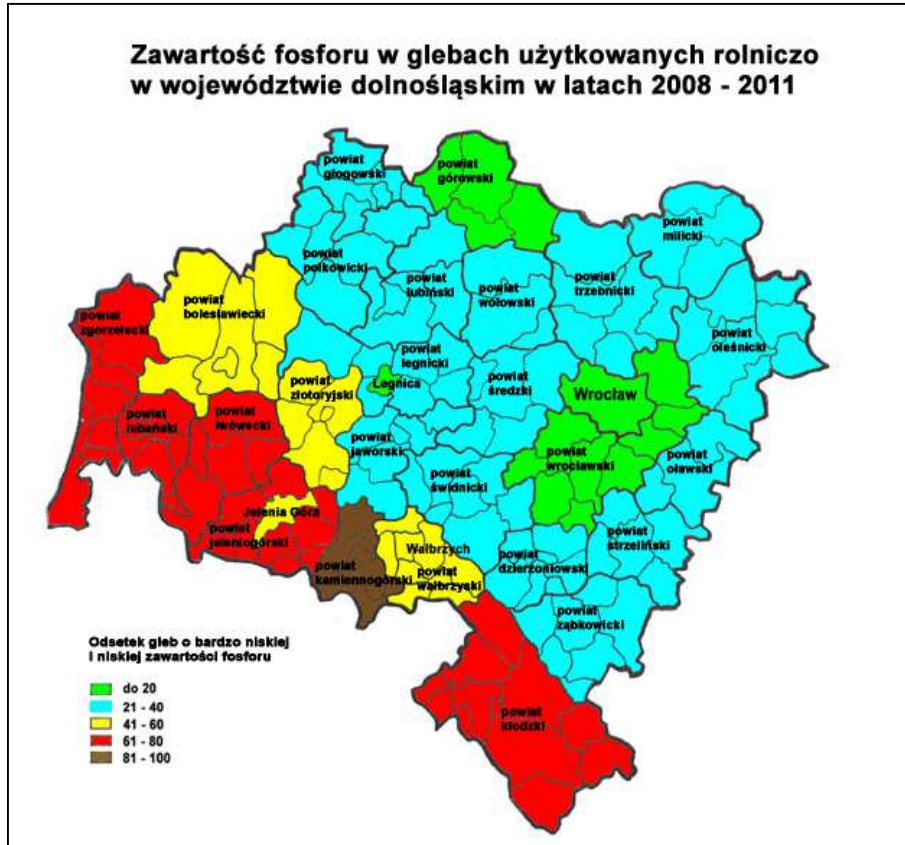 Zawartość fosforu w glebach użytkowanych rolniczo
w województwie dolnośląskim w latach 2008 - 2011
powiat
głogowski
powiat
górowski
powiat
milicki
powiat
polkowicki
powiat
lubiński
powiat
wołowski
powiat
trzebnicki
powiat
bolesławiecki
powiat
zgorzelecki
powiat
oleśnicki
powiat
legnicki
Legnica
powiat
złotoryjski
powiat
średzki
Wrocław
powiat
lubański
powiat
lwówecki
powiat
jaworski
powiat
wrocławski
powiat
oławski
powiat
świdnicki
Jelenia Góra
powiat
jeleniogórski
powiat
strzeliński
Wałbrzych
powiat
kamiennogórski
powiat
wałbrzyski
powiat
dzierżoniowski
powiat
ząbkowicki
powiat
kłodzki
Odsetek gleb o bardzo niskiej
i niskiej zawartości fosforu
do 20
21 - 40
41 - 60
61 - 80
81 - 100